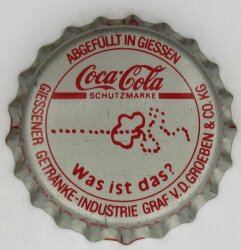 ABGEFÜLLT IN GIESSEN
Coca-Cola
SCHUTZMARKE
Was ist das?
GIESSENER GETRÄNKE-INDUSTRIE GRAF V.D. GROEBEN & CO. KG